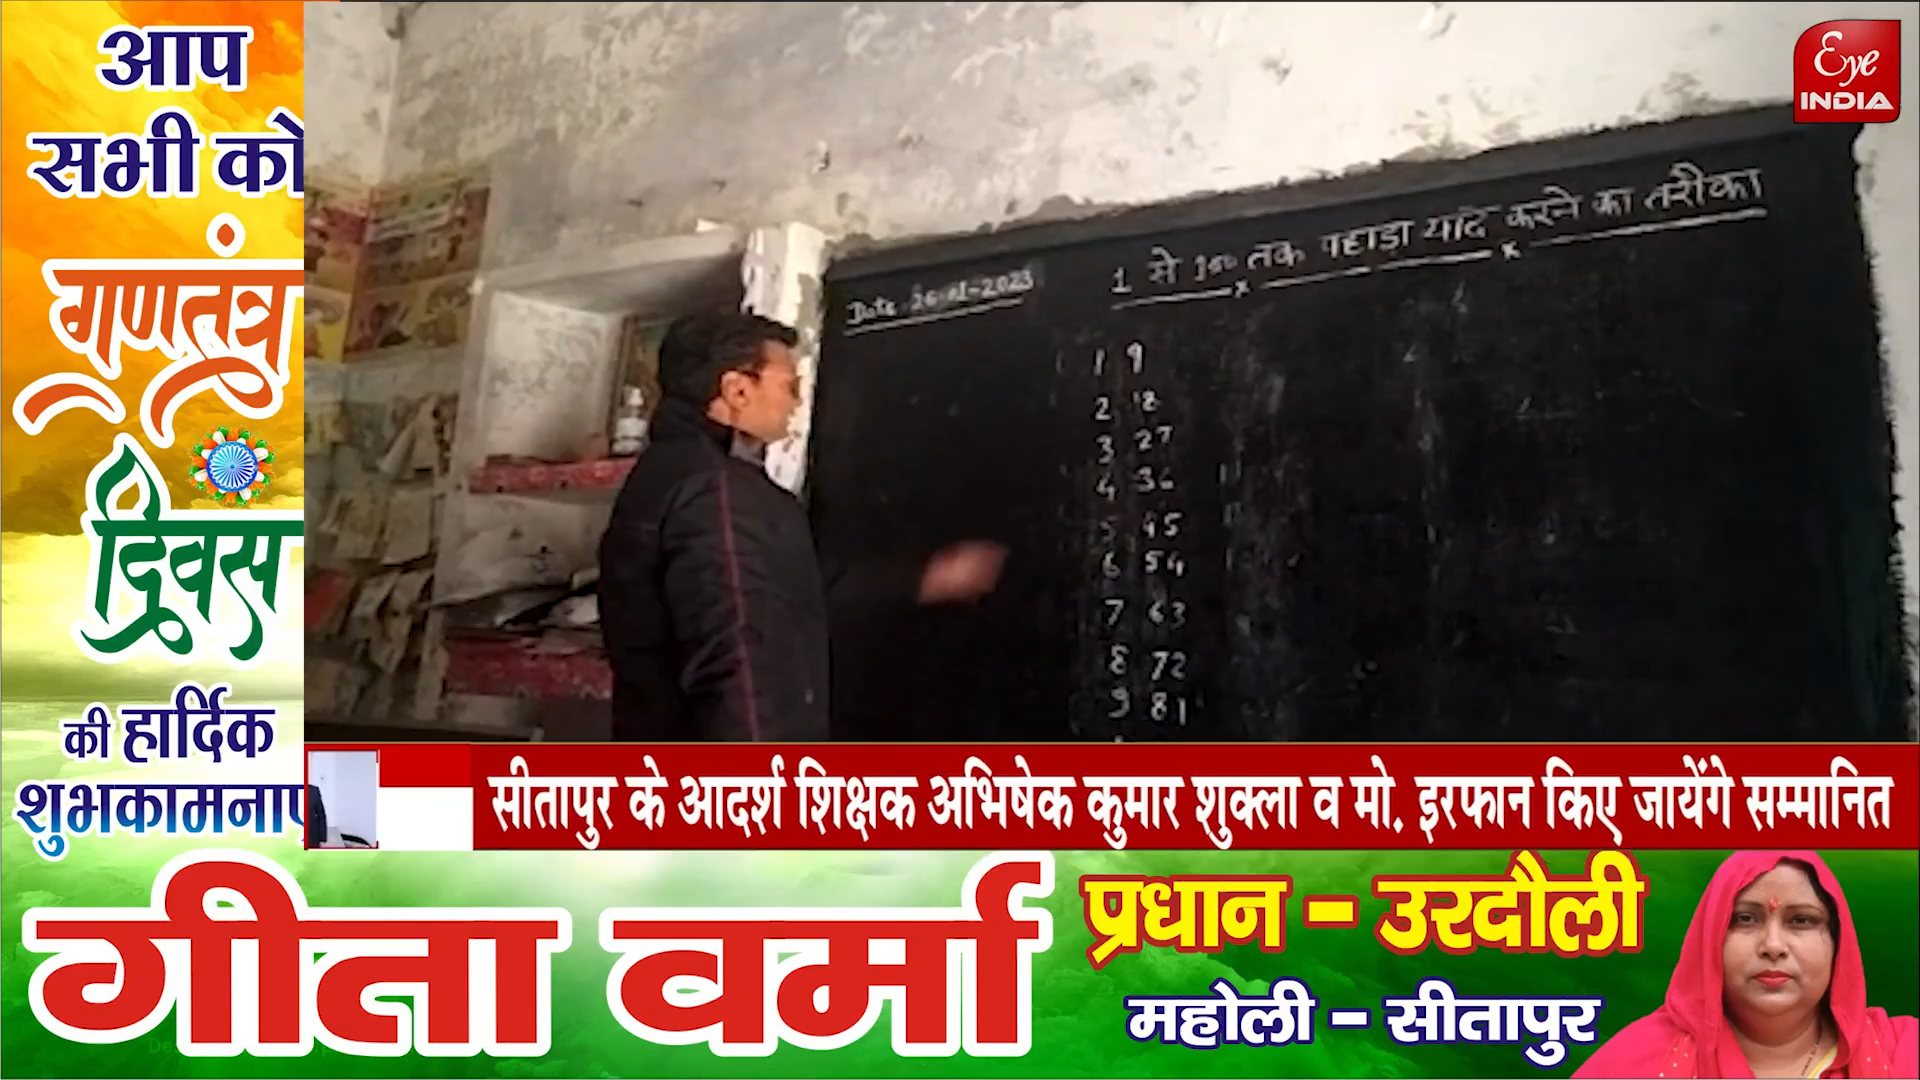 आप
सभी को
गणतंत्र
दिवस
की हार्दिक
शुभकामनाएं
Eye
INDIA
Date 26-01-2023
1 से 100 तक पहाड़ा याद करने का तरीका
1 9
2 18
3 27
4 36
5 45
6 54
7 63
8 72
9 81
सीतापुर के आदर्श शिक्षक अभिषेक कुमार शुक्ला व मो. इरफान किए जायेंगे सम्मानित
गीता वर्मा
प्रधान - उरदौली
महोली - सीतापुर